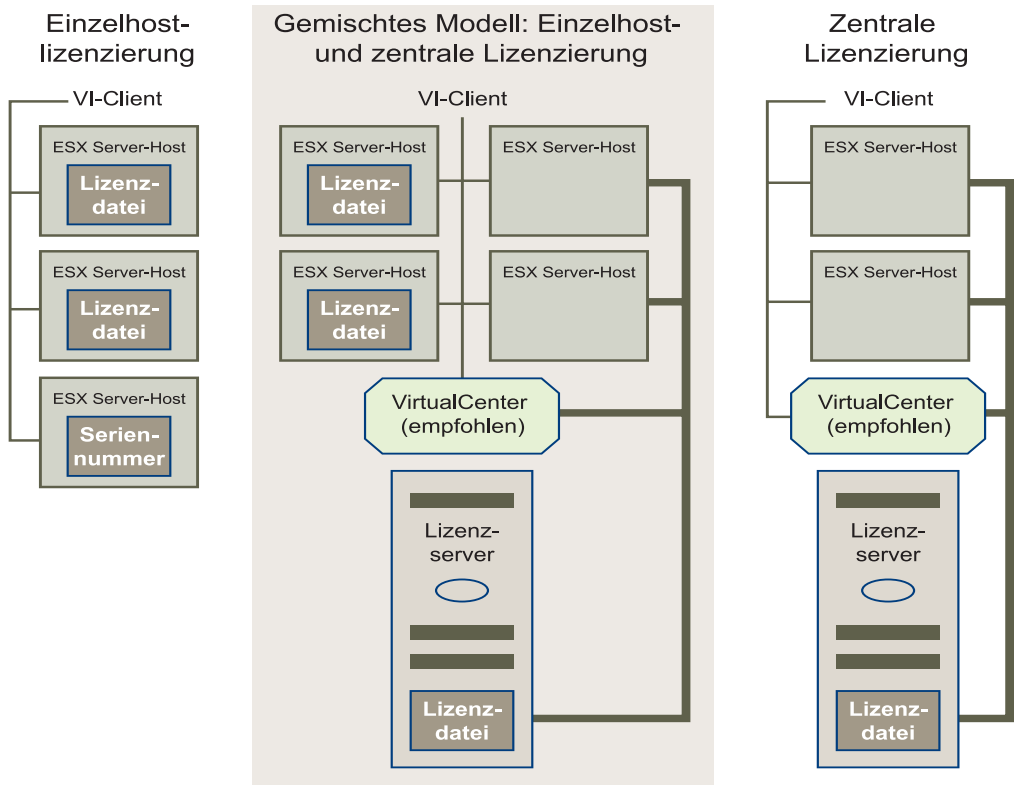 Einzelhost-
lizenzierung
VI-Client
ESX Server-Host
Lizenz-
datei
ESX Server-Host
Lizenz-
datei
ESX Server-Host
Serien-
nummer
Gemischtes Modell: Einzelhost-
und zentrale Lizenzierung
VI-Client
ESX Server-Host
Lizenz-
datei
ESX Server-Host
ESX Server-Host
Lizenz-
datei
ESX Server-Host
VirtualCenter
(empfohlen)
Lizenz-
server
Lizenz-
datei
Zentrale
Lizenzierung
VI-Client
ESX Server-Host
ESX Server-Host
VirtualCenter
(empfohlen)
Lizenz-
server
Lizenz-
datei